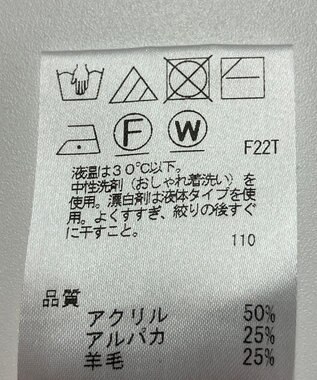 F W F22T
液温は30℃以下。
中性洗剤（おしゃれ着洗い）を
使用。漂白剤は液体タイプを使
用。よくすすぎ、絞りの後すぐ
に干すこと。
110
品質
アクリル 50%
アルパカ 25%
羊毛 25%